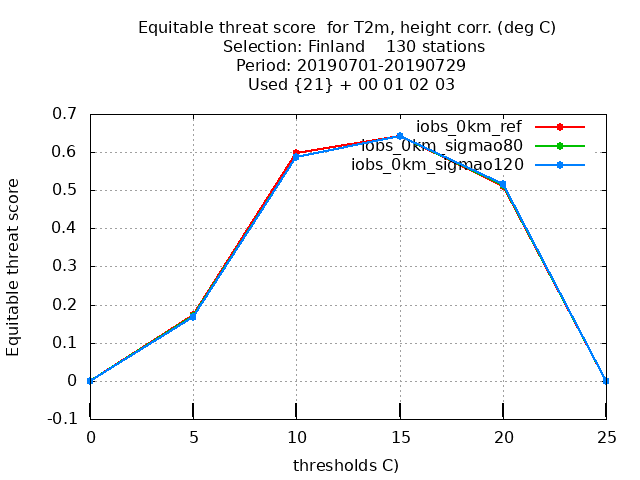 Equitable threat score for T2m, height corr. (deg C)
Selection: Finland 130 stations
Period: 20190701-20190729
Used {21} + 00 01 02 03
Equitable threat score
0.7
0.6
0.5
0.4
0.3
0.2
0.1
0
-0.1
iobs_0km_ref
iobs_0km_sigmao80
iobs_0km_sigmao120
0 5 10 15 20 25
thresholds C)